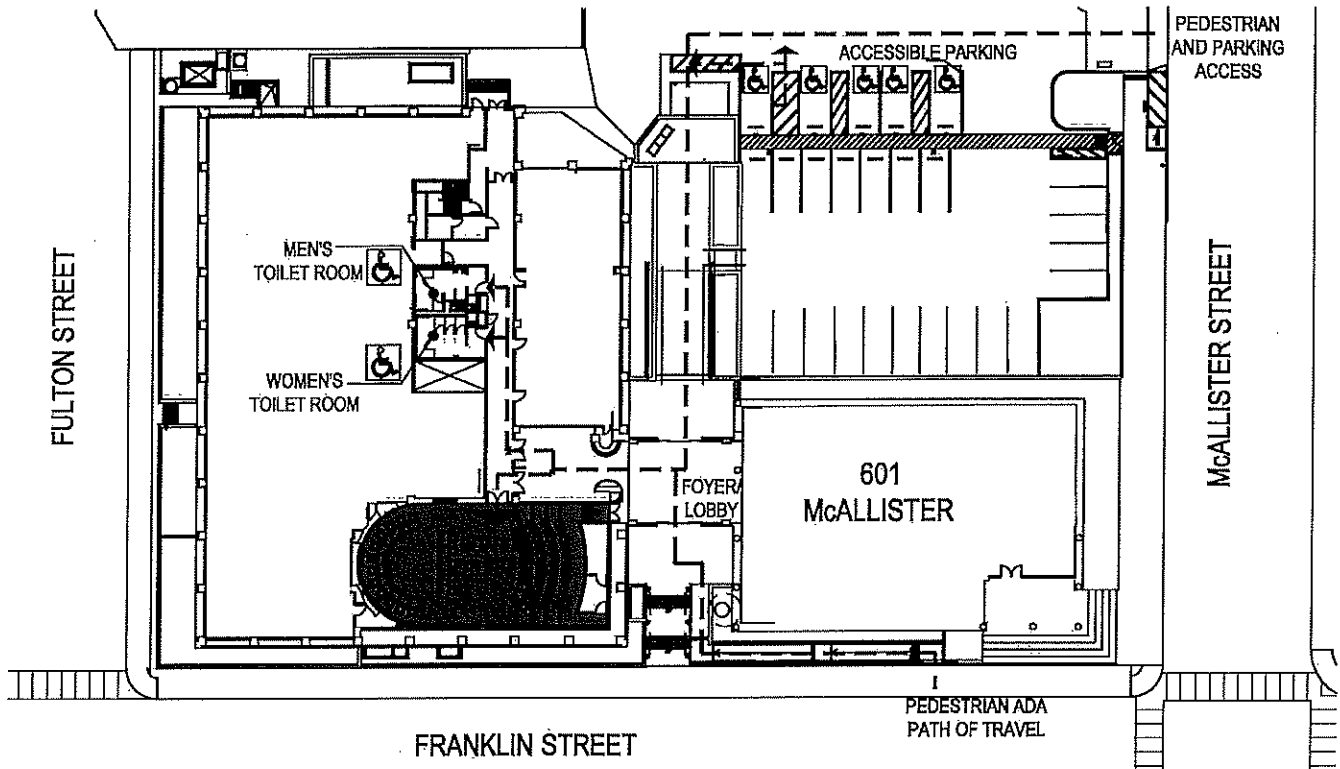 PEDESTRIAN
AND PARKING
ACCESS
ACCESSIBLE PARKING
MEN'S
TOILET ROOM
WOMEN'S
TOILET ROOM
FULTON STREET
McALLISTER STREET
FOYER/
LOBBY
601
McALLISTER
PEDESTRIAN ADA
PATH OF TRAVEL
FRANKLIN STREET